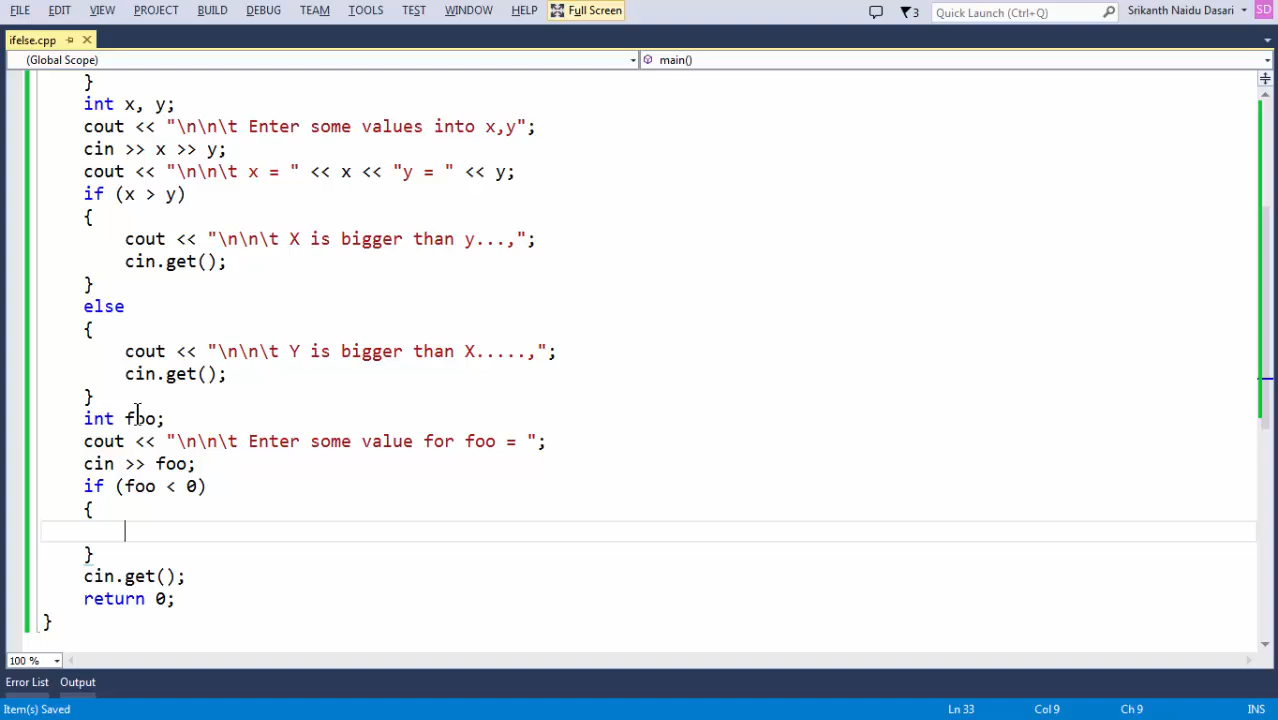 FILE EDIT VIEW PROJECT BUILD DEBUG TEAM TOOLS TEST WINDOW HELP Full Screen 3 Quick Launch (Ctrl+Q) Srikanth Naidu Dasari SD
ifelse.cpp
(Global Scope) main()
}
int x, y;
cout << "\n\n\t Enter some values into x,y";
cin >> x >> y;
cout << "\n\n\t x = " << x << "y = " << y;
if (x > y)
{
cout << "\n\n\t X is bigger than y...,";
cin.get();
}
else
{
cout << "\n\n\t Y is bigger than X.....,";
cin.get();
}
int foo;
cout << "\n\n\t Enter some value for foo = ";
cin >> foo;
if (foo < 0)
{
}
cin.get();
return 0;
}
100 %
Error List Output
Item(s) Saved Ln 33 Col 9 Ch 9 INS